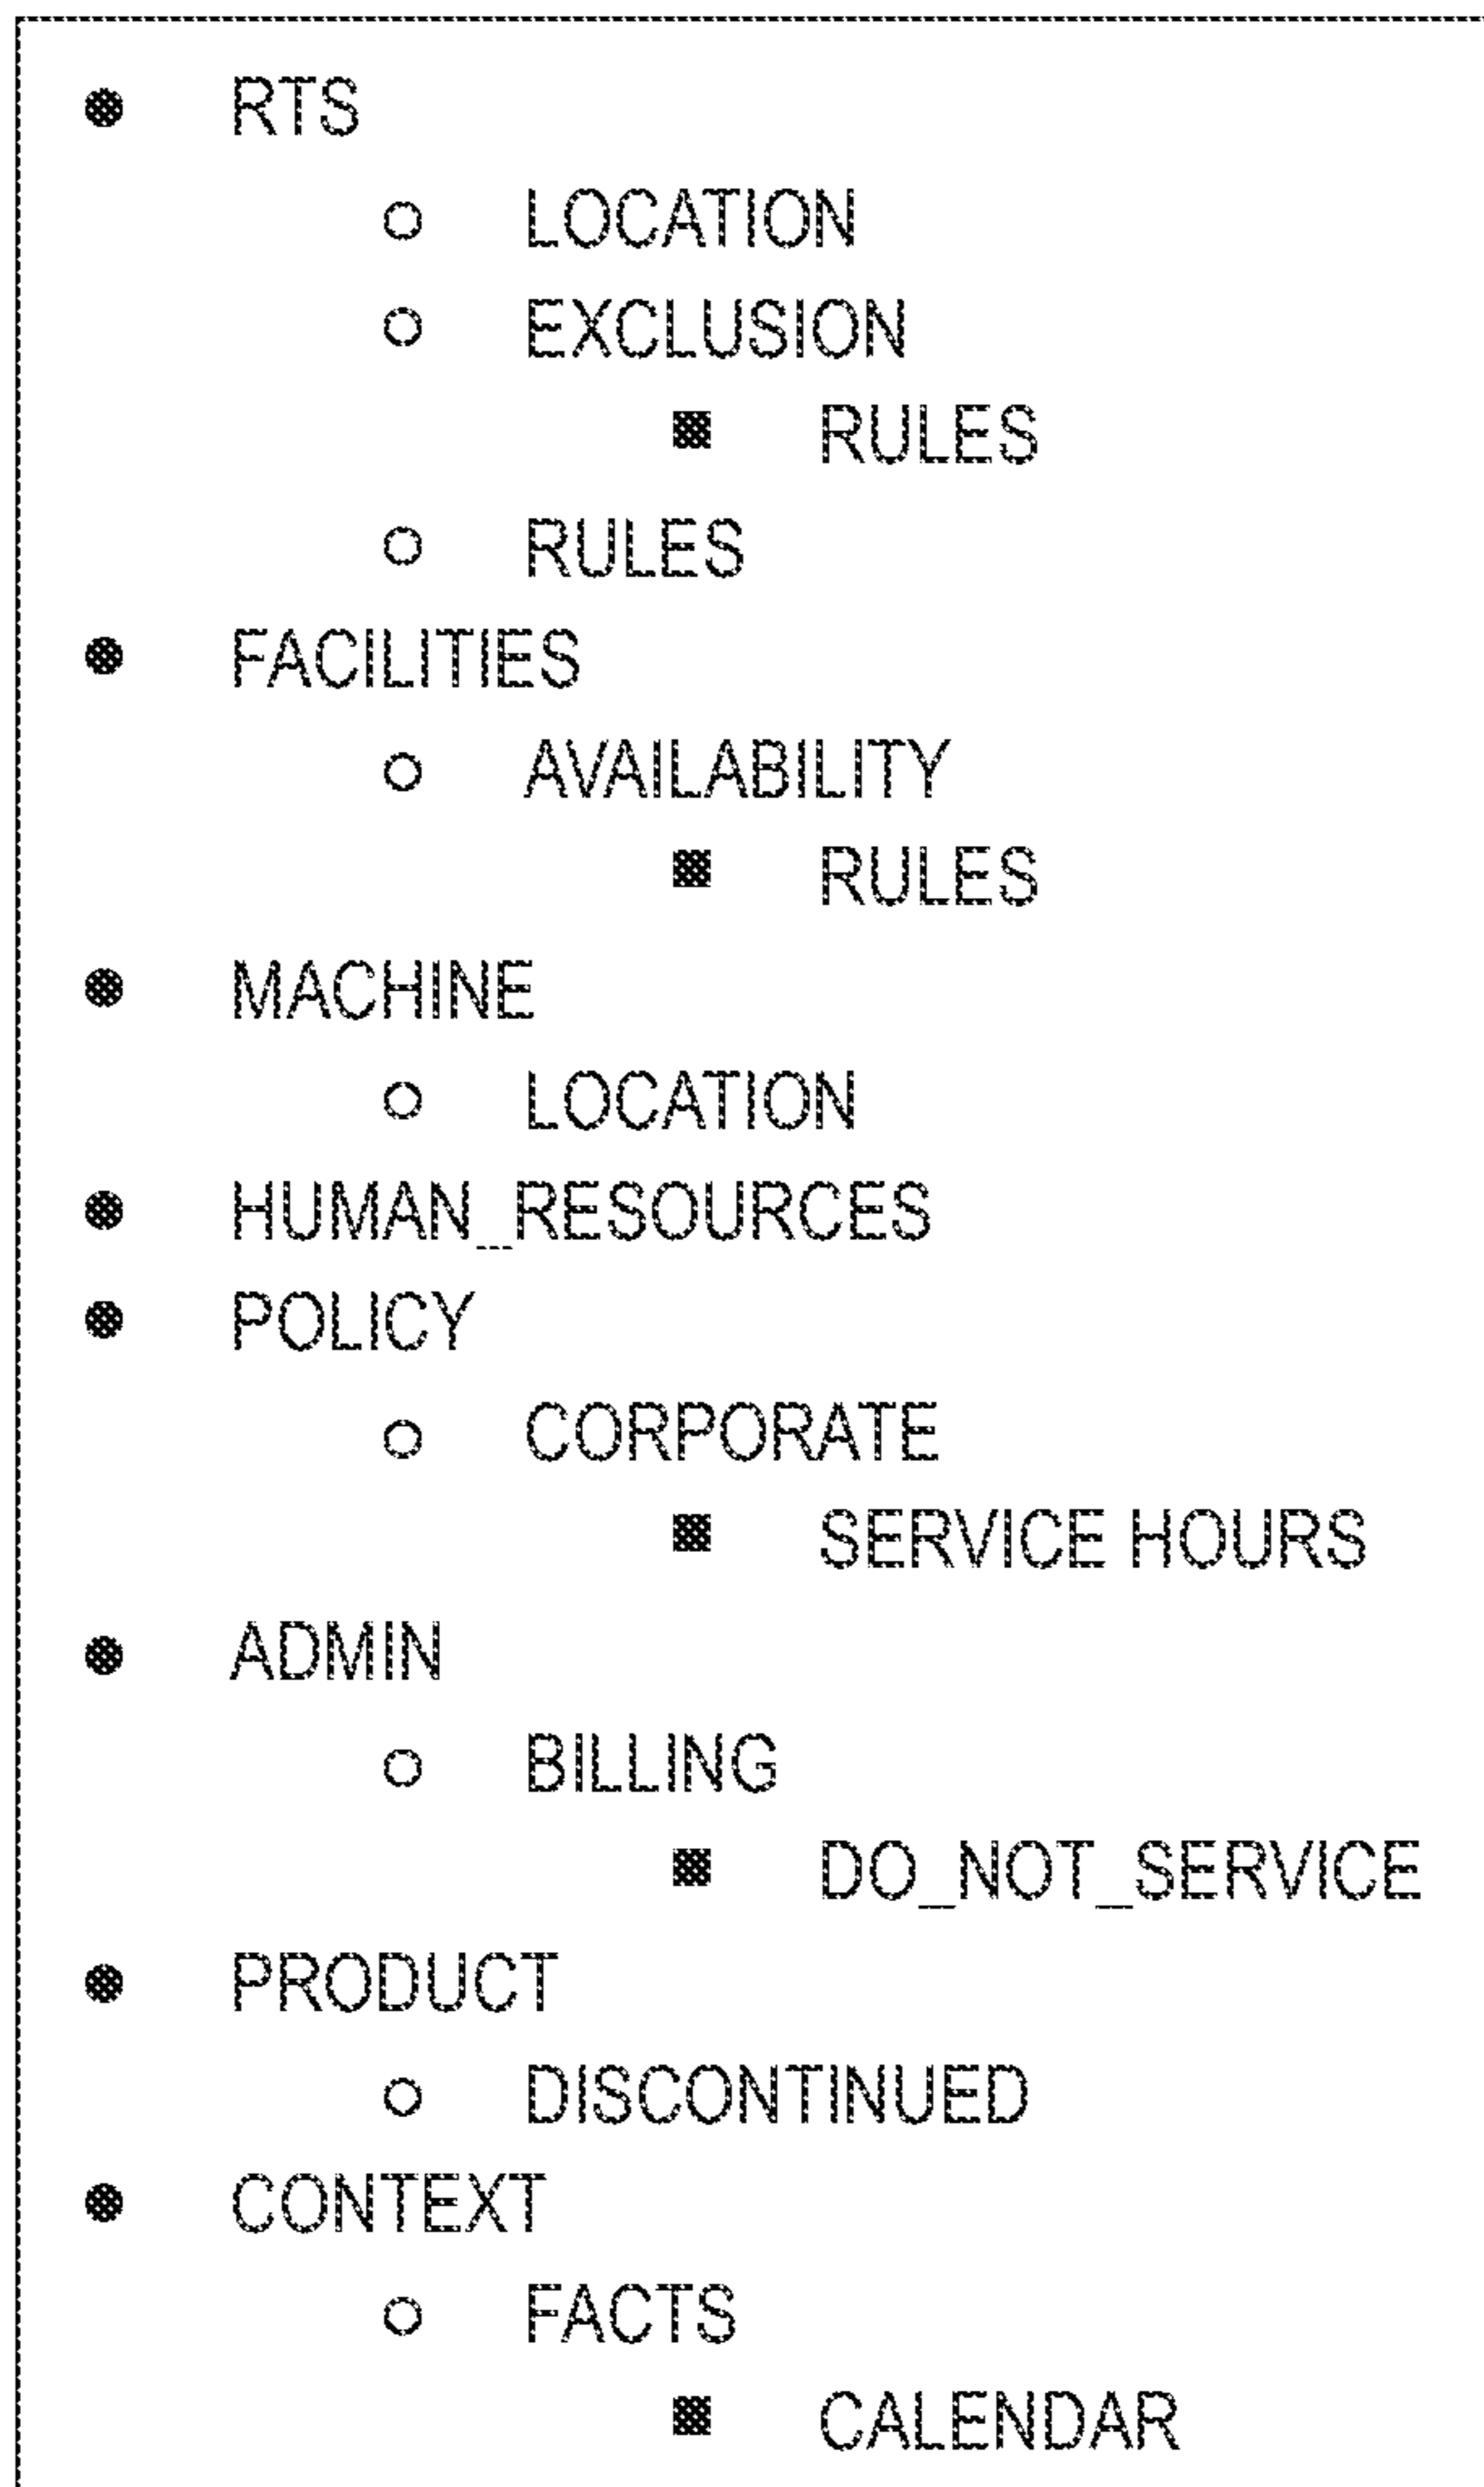 ● RTS
○ LOCATION
○ EXCLUSION
■ RULES
○ RULES
● FACILITIES
○ AVAILABILITY
■ RULES
● MACHINE
○ LOCATION
● HUMAN_RESOURCES
● POLICY
○ CORPORATE
■ SERVICE HOURS
● ADMIN
○ BILLING
■ DO_NOT_SERVICE
● PRODUCT
○ DISCONTINUED
● CONTEXT
○ FACTS
■ CALENDAR